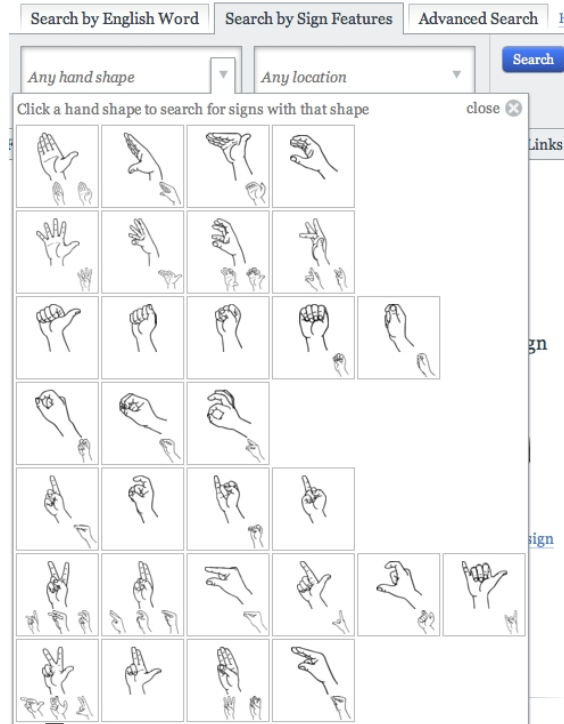 Search by English Word
Search by Sign Features
Advanced Search
Any hand shape
Any location
Search
Click a hand shape to search for signs with that shape
close
Links
gn
sign